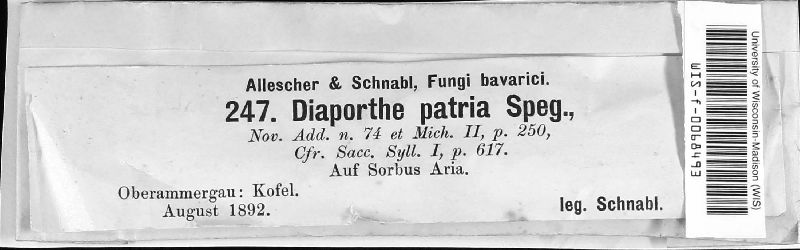 Allescher & Schnabl, Fungi bavarici.
247. Diaporthe patria Speg.,
Nov. Add. n. 74 et Mich. II, p. 250,
Cfr. Sacc. Syll. I, p. 617.
Auf Sorbus Aria.
Oberammergau: Kofel.
August 1892.
leg. Schnabl.
University of Wisconsin-Madison (WIS)
WIS-f-0098493